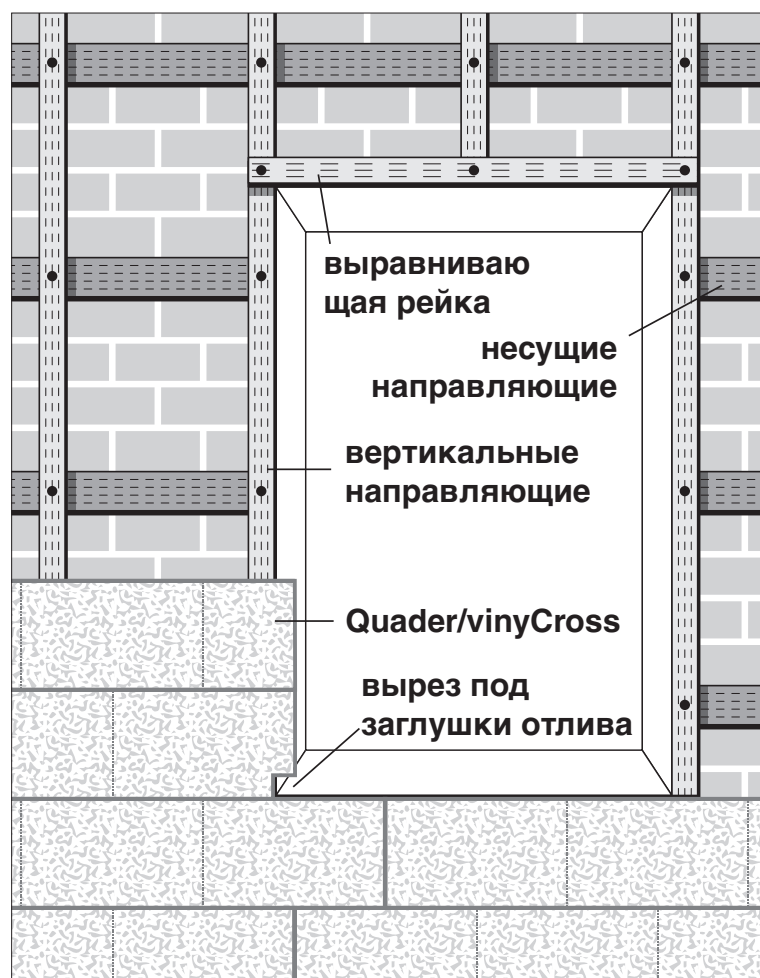 выравниваю
щая рейка
несущие
направляющие
вертикальные
направляющие
Quader/vinyCross
вырез под
заглушки отлива